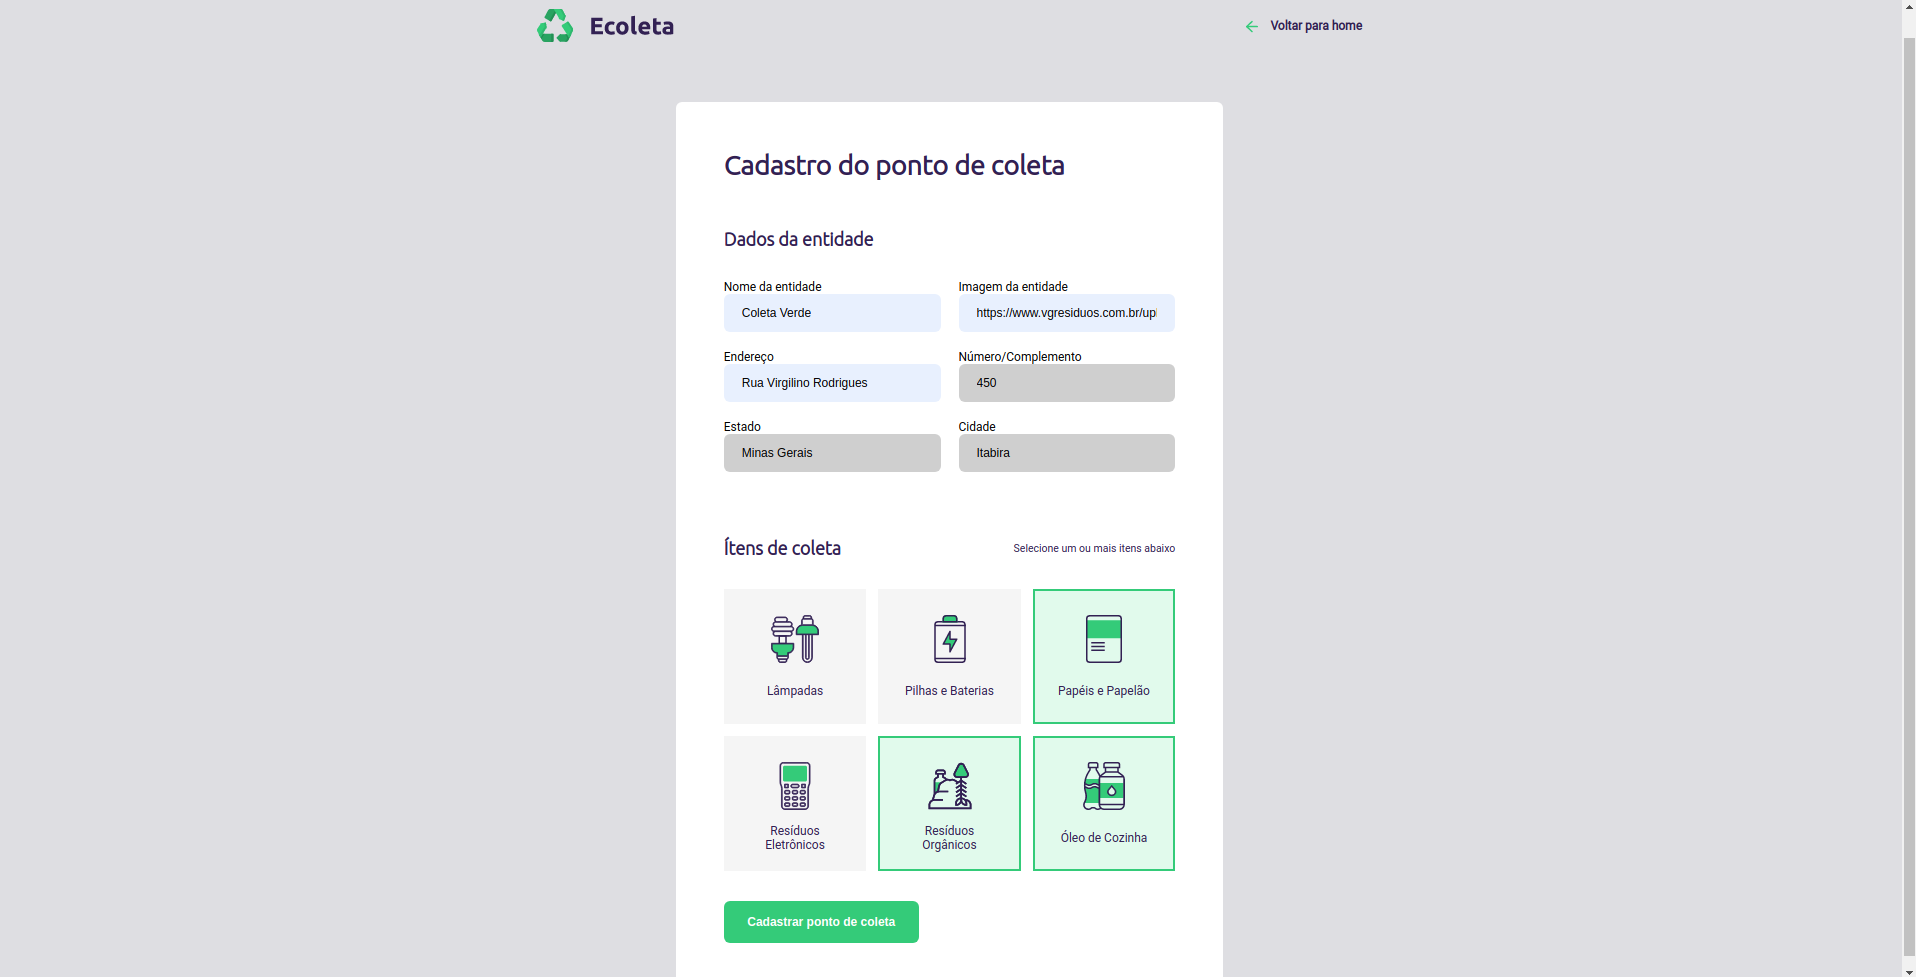 Ecoleta
Voltar para home
Cadastro do ponto de coleta
Dados da entidade
Nome da entidade
Imagem da entidade
Coleta Verde
https://www.vgresiduos.com.br/upl
Endereço
Número/Complemento
Rua Virgilino Rodrigues
450
Estado
Cidade
Minas Gerais
Itabira
Ítens de coleta
Selecione um ou mais itens abaixo
Lâmpadas
Pilhas e Baterias
Papéis e Papelão
Resíduos
Eletrônicos
Resíduos
Orgânicos
Óleo de Cozinha
Cadastrar ponto de coleta